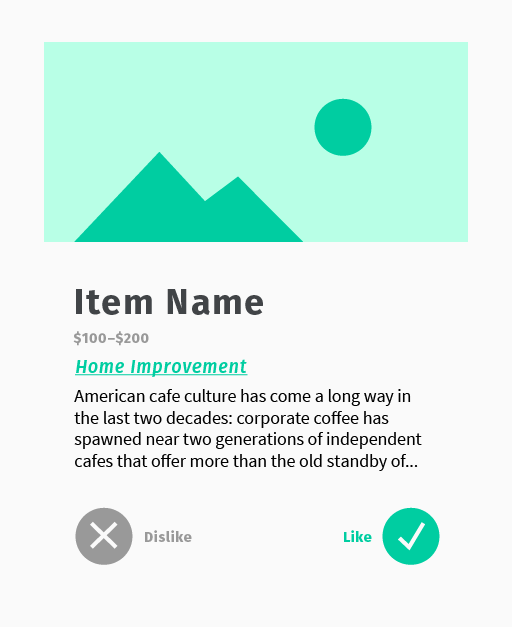 Item Name
$100–$200
Home Improvement
American cafe culture has come a long way in
the last two decades: corporate coffee has
spawned near two generations of independent
cafes that offer more than the old standby of...
Dislike
Like